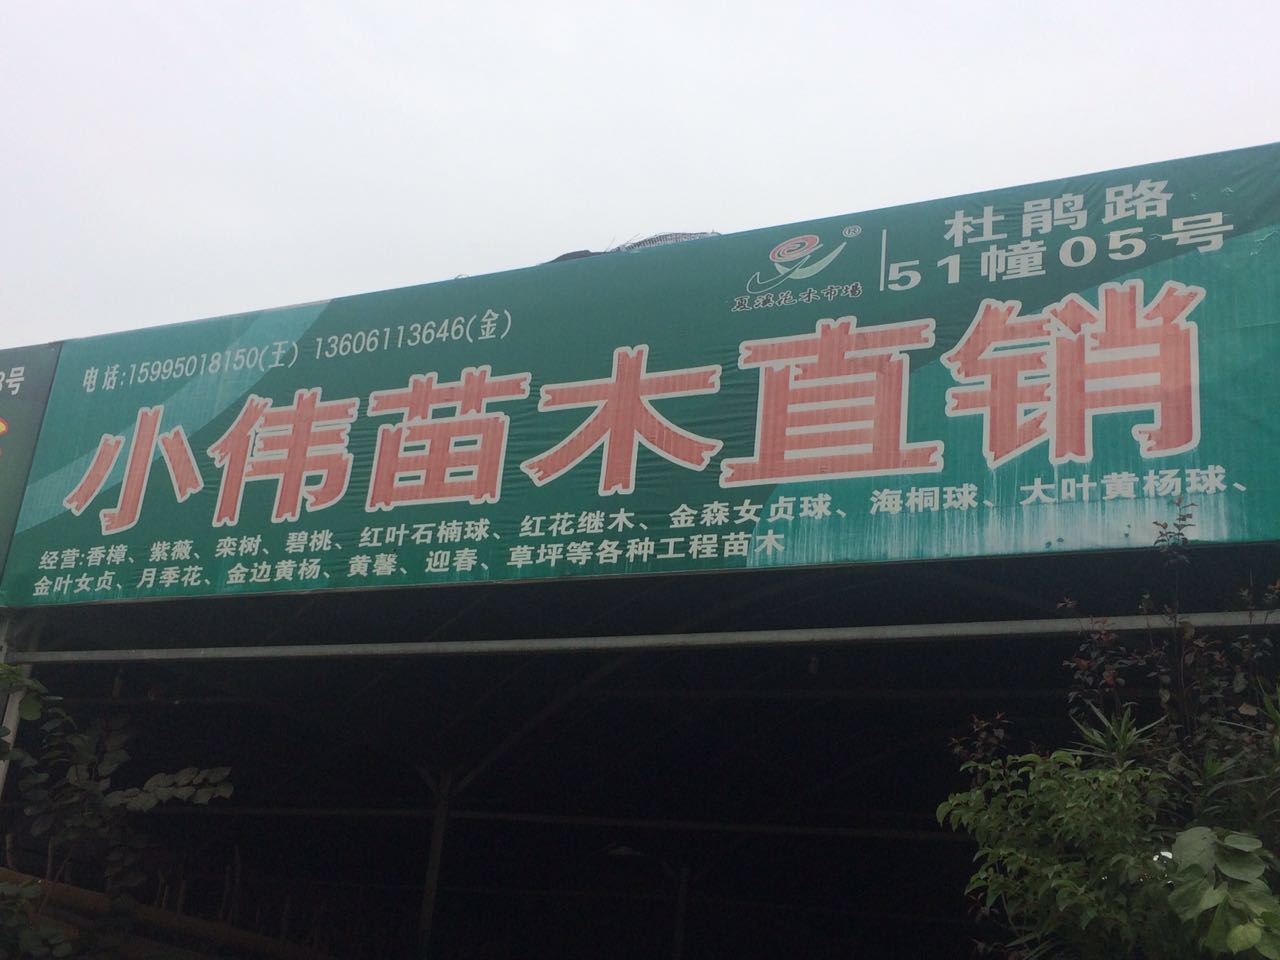 杜鹃路
51幢05号
夏溪花木市场
电话:15995018150(王) 13606113646(金)
小伟苗木直销
经营:香樟、紫薇、栾树、碧桃、红叶石楠球、红花继木、金森女贞球、海桐球、大叶黄杨球、
金叶女贞、月季花、金边黄杨、黄馨、迎春、草坪等各种工程苗木
号